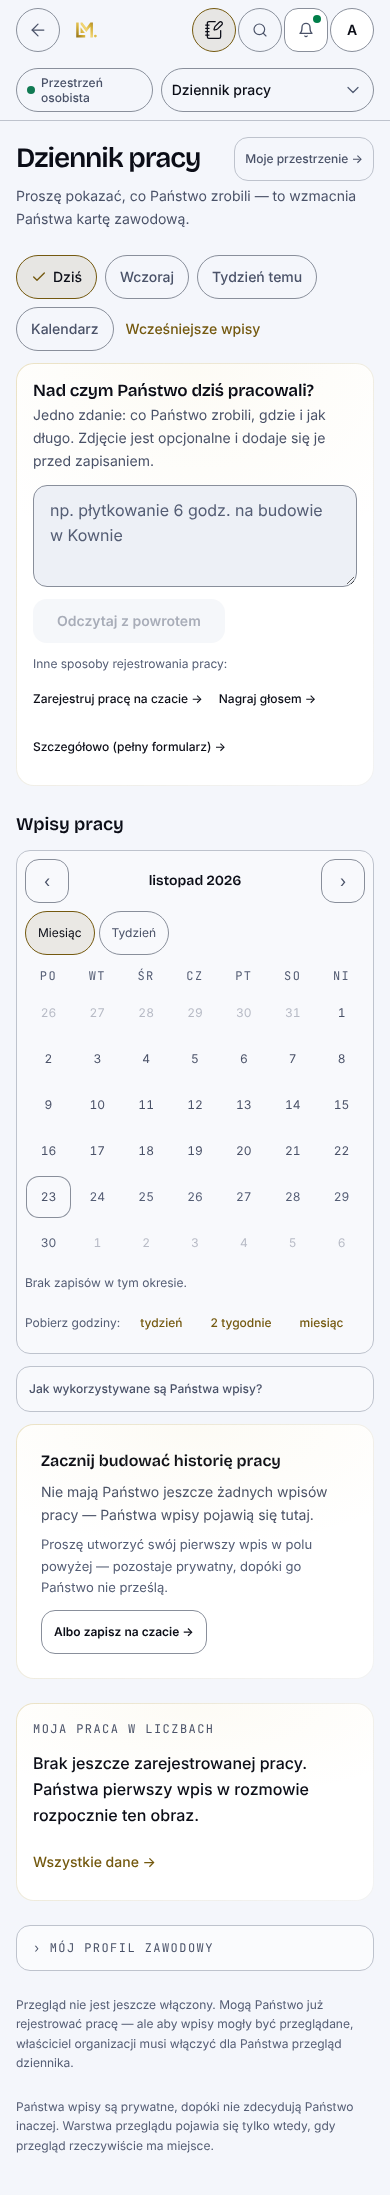 LM.
A
Przestrzeń
osobista
Dziennik pracy
Dziennik pracy
Moje przestrzenie →
Proszę pokazać, co Państwo zrobili — to wzmacnia
Państwa kartę zawodową.
Dziś
Wczoraj
Tydzień temu
Kalendarz
Wcześniejsze wpisy
Nad czym Państwo dziś pracowali?
Jedno zdanie: co Państwo zrobili, gdzie i jak
długo. Zdjęcie jest opcjonalne i dodaje się je
przed zapisaniem.
np. płytkowanie 6 godz. na budowie
w Kownie
Odczytaj z powrotem
Inne sposoby rejestrowania pracy:
Zarejestruj pracę na czacie →
Nagraj głosem →
Szczegółowo (pełny formularz) →
Wpisy pracy
‹
listopad 2026
›
Miesiąc
Tydzień
PO WT ŚR CZ PT SO NI
26 27 28 29 30 31 1
2 3 4 5 6 7 8
9 10 11 12 13 14 15
16 17 18 19 20 21 22
23 24 25 26 27 28 29
30 1 2 3 4 5 6
Brak zapisów w tym okresie.
Pobierz godziny: tydzień 2 tygodnie miesiąc
Jak wykorzystywane są Państwa wpisy?
Zacznij budować historię pracy
Nie mają Państwo jeszcze żadnych wpisów
pracy — Państwa wpisy pojawią się tutaj.
Proszę utworzyć swój pierwszy wpis w polu
powyżej — pozostaje prywatny, dopóki go
Państwo nie prześlą.
Albo zapisz na czacie →
MOJA PRACA W LICZBACH
Brak jeszcze zarejestrowanej pracy.
Państwa pierwszy wpis w rozmowie
rozpocznie ten obraz.
Wszystkie dane →
› MÓJ PROFIL ZAWODOWY
Przegląd nie jest jeszcze włączony. Mogą Państwo już
rejestrować pracę — ale aby wpisy mogły być przeglądane,
właściciel organizacji musi włączyć dla Państwa przegląd
dziennika.
Państwa wpisy są prywatne, dopóki nie zdecydują Państwo
inaczej. Warstwa przeglądu pojawia się tylko wtedy, gdy
przegląd rzeczywiście ma miejsce.